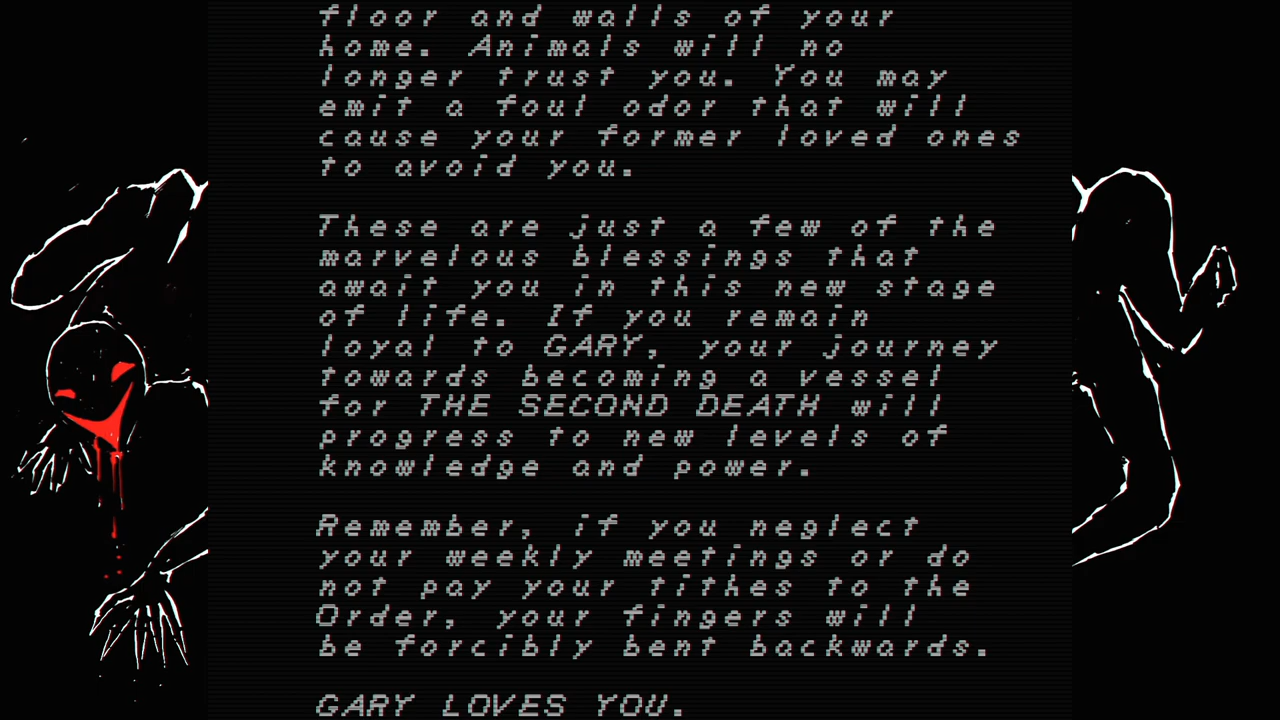 floor and walls of your
home. Animals will no
longer trust you. You may
emit a foul odor that will
cause your former loved ones
to avoid you.
These are just a few of the
marvelous blessings that
await you in this new stage
of life. If you remain
loyal to GARY, your journey
towards becoming a vessel
for THE SECOND DEATH will
progress to new levels of
knowledge and power.
Remember, if you neglect
your weekly meetings or do
not pay your tithes to the
Order, your fingers will
be forcibly bent backwards.
GARY LOVES YOU.